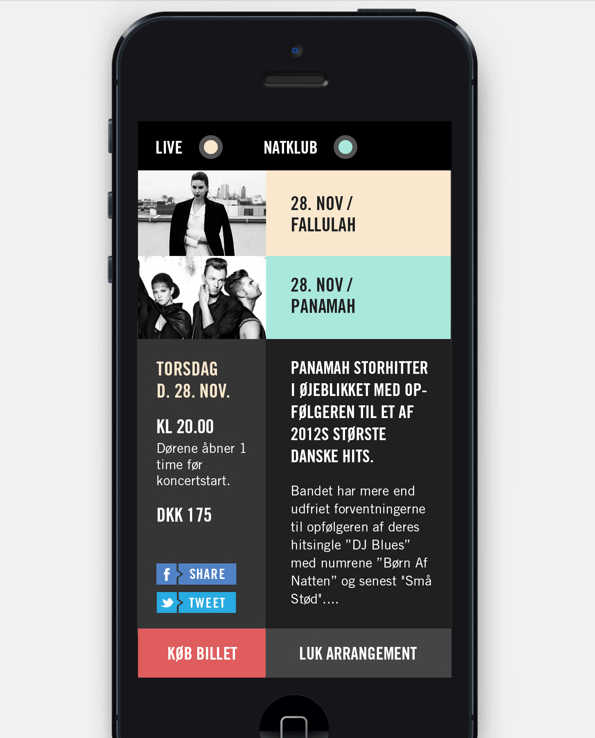 LIVE
NATKLUB
28. NOV /
FALLULAH
28. NOV /
PANAMAH
TORSDAG
D. 28. NOV.
KL 20.00
Dørene åbner 1
time før
koncertstart.
DKK 175
f SHARE
TWEET
PANAMAH STORHITTER
I ØJEBLIKKET MED OP-
FØLGEREN TIL ET AF
2012S STØRSTE
DANSKE HITS.
Bandet har mere end
udfriet forventningerne
til opfølgeren af deres
hitsingle ”DJ Blues”
med numrene ”Børn Af
Natten” og senest "Små
Stød"....
KØB BILLET
LUK ARRANGEMENT